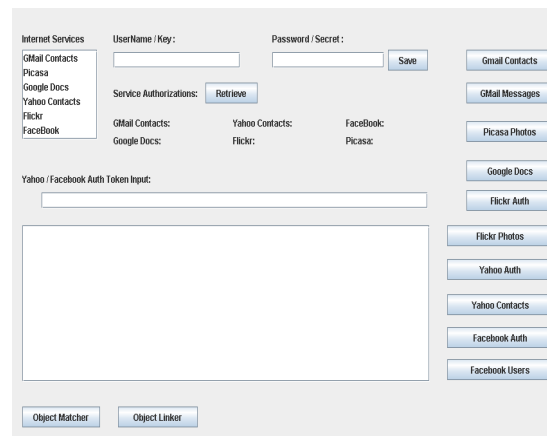 Internet Services
UserName / Key :
Password / Secret :
GMail Contacts
Picasa
Google Docs
Yahoo Contacts
Flickr
FaceBook
Save
Gmail Contacts
Service Authorizations:
Retrieve
GMail Messages
GMail Contacts:
Yahoo Contacts:
FaceBook:
Picasa Photos
Google Docs:
Flickr:
Picasa:
Google Docs
Yahoo / Facebook Auth Token Input:
Flickr Auth
Flickr Photos
Yahoo Auth
Yahoo Contacts
Facebook Auth
Facebook Users
Object Matcher
Object Linker